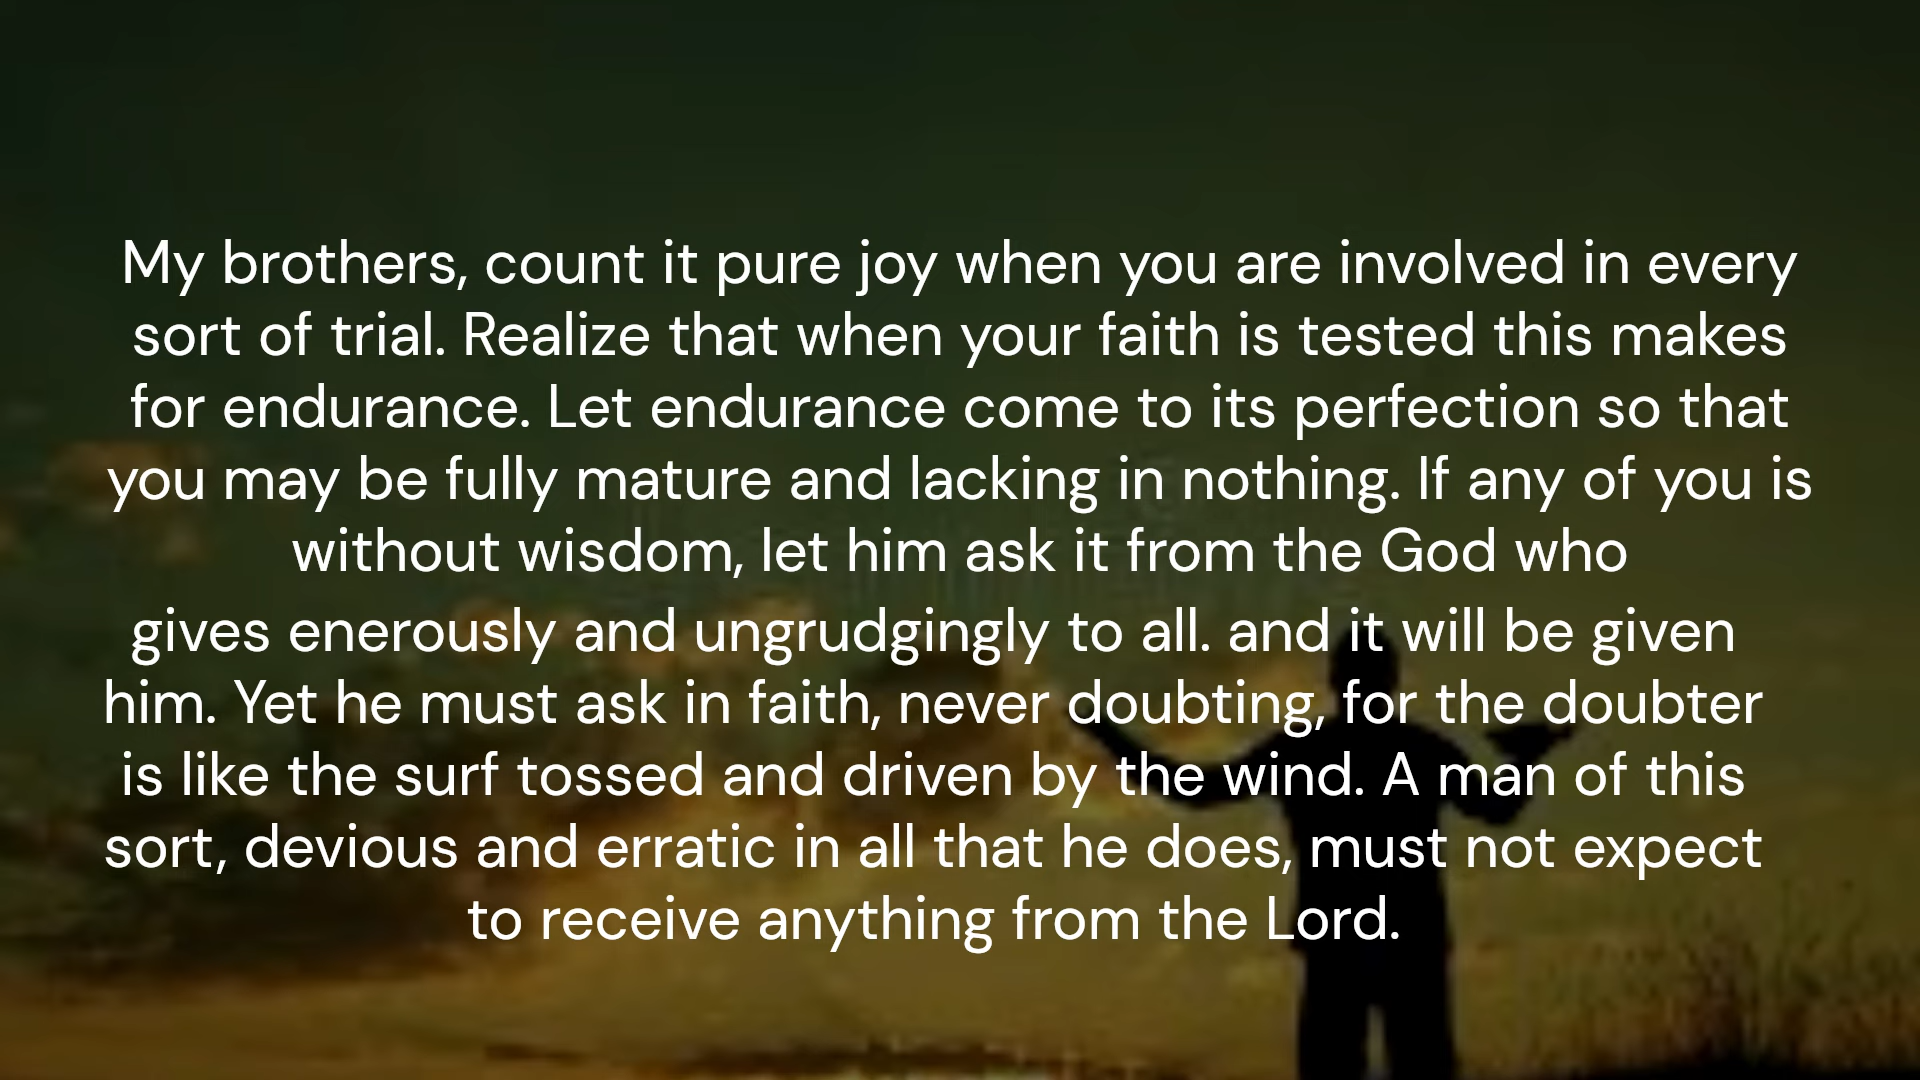 My brothers, count it pure joy when you are involved in every
sort of trial. Realize that when your faith is tested this makes
for endurance. Let endurance come to its perfection so that
you may be fully mature and lacking in nothing. If any of you is
without wisdom, let him ask it from the God who
gives enerously and ungrudgingly to all. and it will be given
him. Yet he must ask in faith, never doubting, for the doubter
is like the surf tossed and driven by the wind. A man of this
sort, devious and erratic in all that he does, must not expect
to receive anything from the Lord.